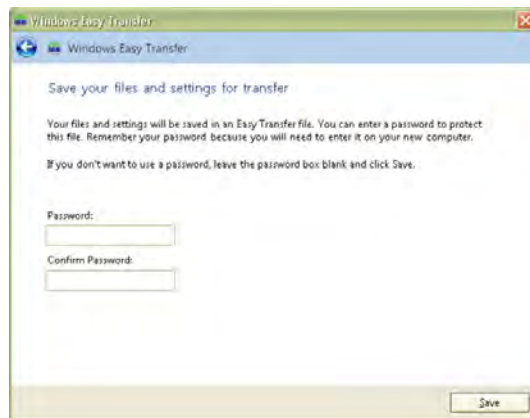 Windows Easy Transfer
Windows Easy Transfer
Save your files and settings for transfer
Your files and settings will be saved in an Easy Transfer file. You can enter a password to protect
this file. Remember your password because you will need to enter it on your new computer.
If you don't want to use a password, leave the password box blank and click Save.
Password:
Confirm Password:
Save